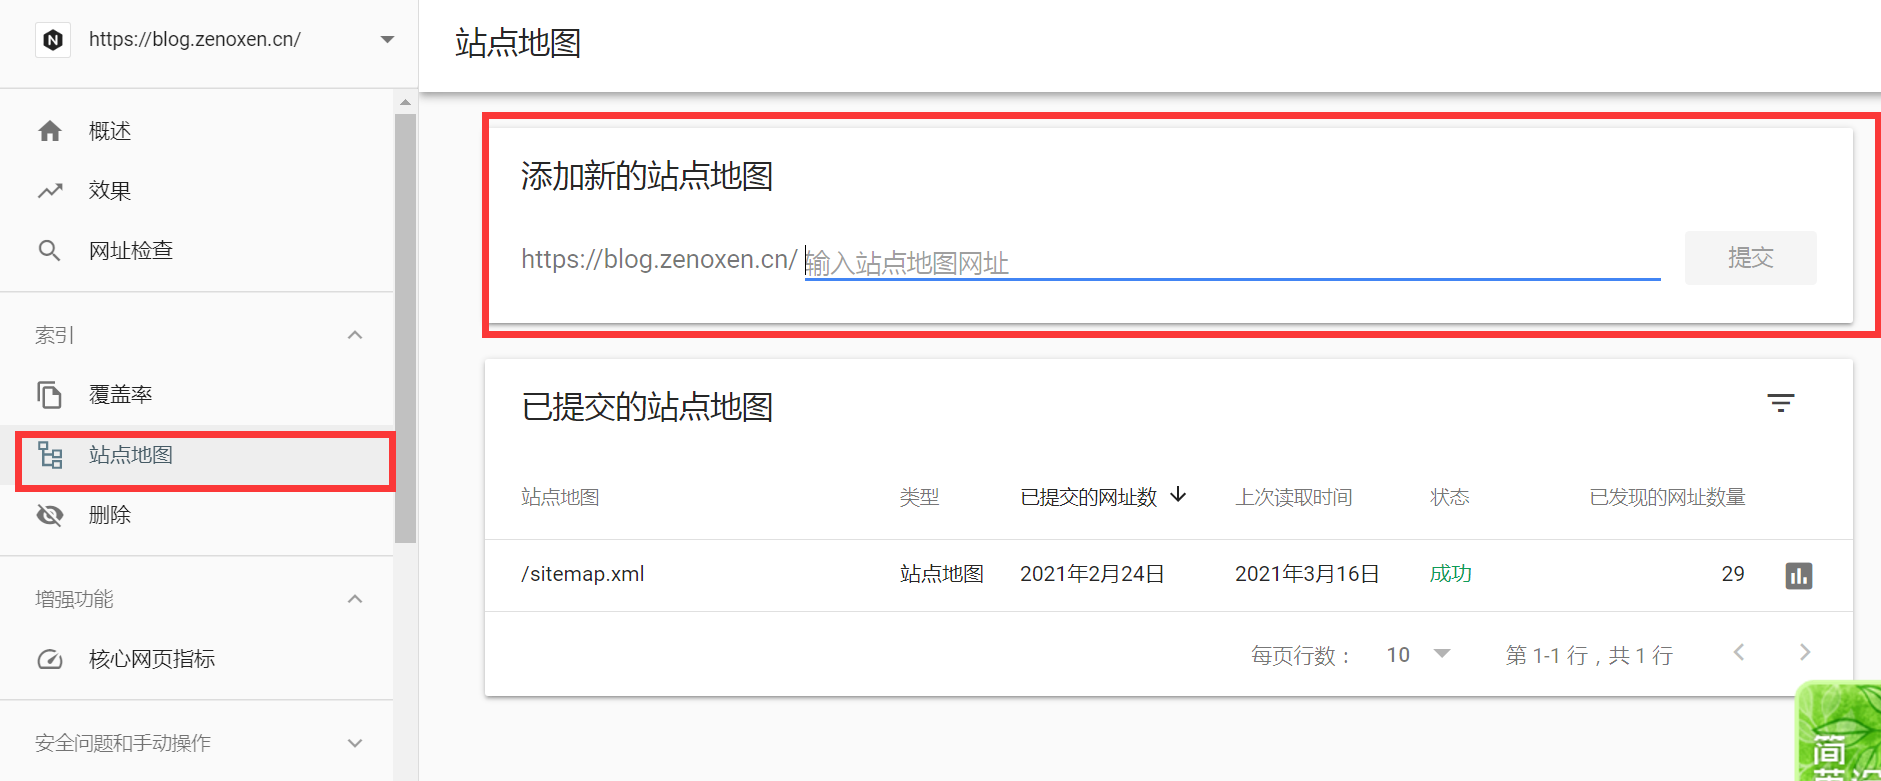 N
https://blog.zenoxen.cn/
概述
效果
网址检查
索引
覆盖率
站点地图
删除
增强功能
核心网页指标
安全问题和手动操作
站点地图
添加新的站点地图
https://blog.zenoxen.cn/ 输入站点地图网址 提交
已提交的站点地图
站点地图 类型 已提交的网址数 上次读取时间 状态 已发现的网址数量
/sitemap.xml 站点地图 2021年2月24日 2021年3月16日 成功 29
每页行数： 10 第 1-1 行，共 1 行
简